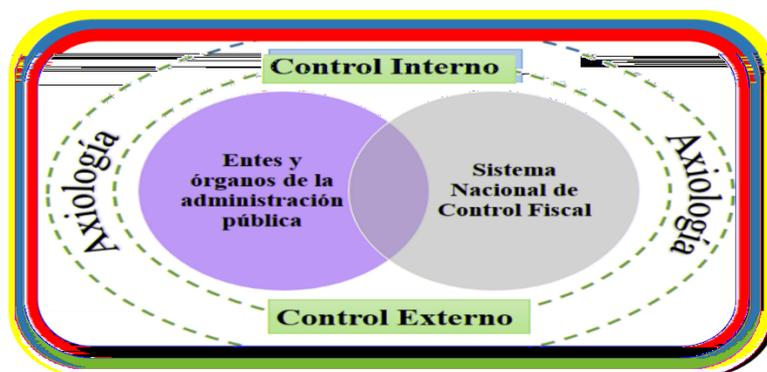 Control Interno
Axiología
Entes y
órganos de la
administración
pública
Sistema
Nacional de
Control Fiscal
Axiología
Control Externo